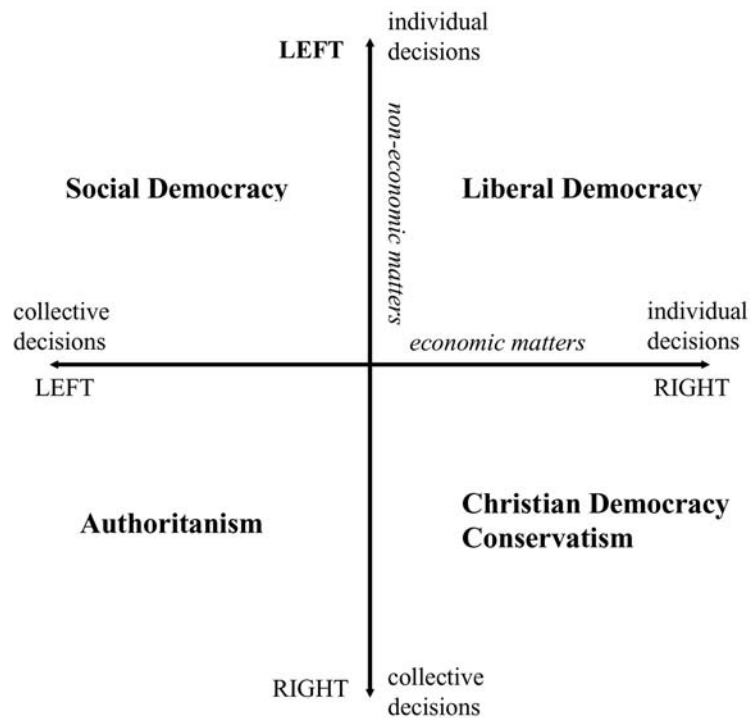 individual
LEFT
decisions
non-economic matters
Social Democracy
Liberal Democracy
collective
decisions
individual
decisions
economic matters
LEFT
RIGHT
Authoritanism
Christian Democracy
Conservatism
RIGHT
collective
decisions